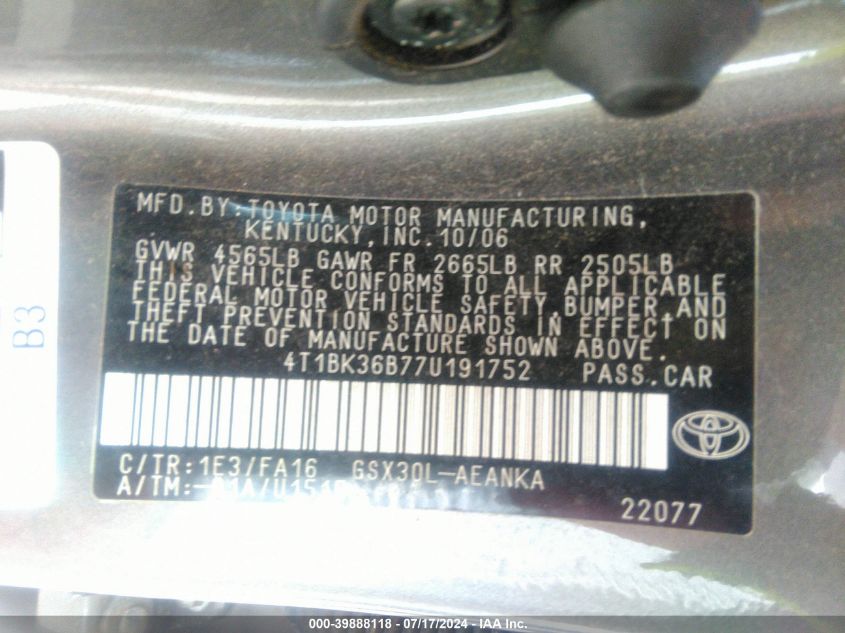 MFD.BY:TOYOTA MOTOR MANUFACTURING,
KENTUCKY,INC.10/06
GVWR 4565LB GAWR FR 2665LB RR 2505LB
THIS VEHICLE CONFORMS TO ALL APPLICABLE
FEDERAL MOTOR VEHICLE SAFETY,BUMPER,AND
THEFT PREVENTION STANDARDS IN EFFECT ON
THE DATE OF MANUFACTURE SHOWN ABOVE.
4T1BK36B77U191752 PASS.CAR
C/TR:1E3/FA16 GSX30L-AEANKA
A/TM:
22077
B3
000-39888118 / 07/17/2024 / IAA Inc.